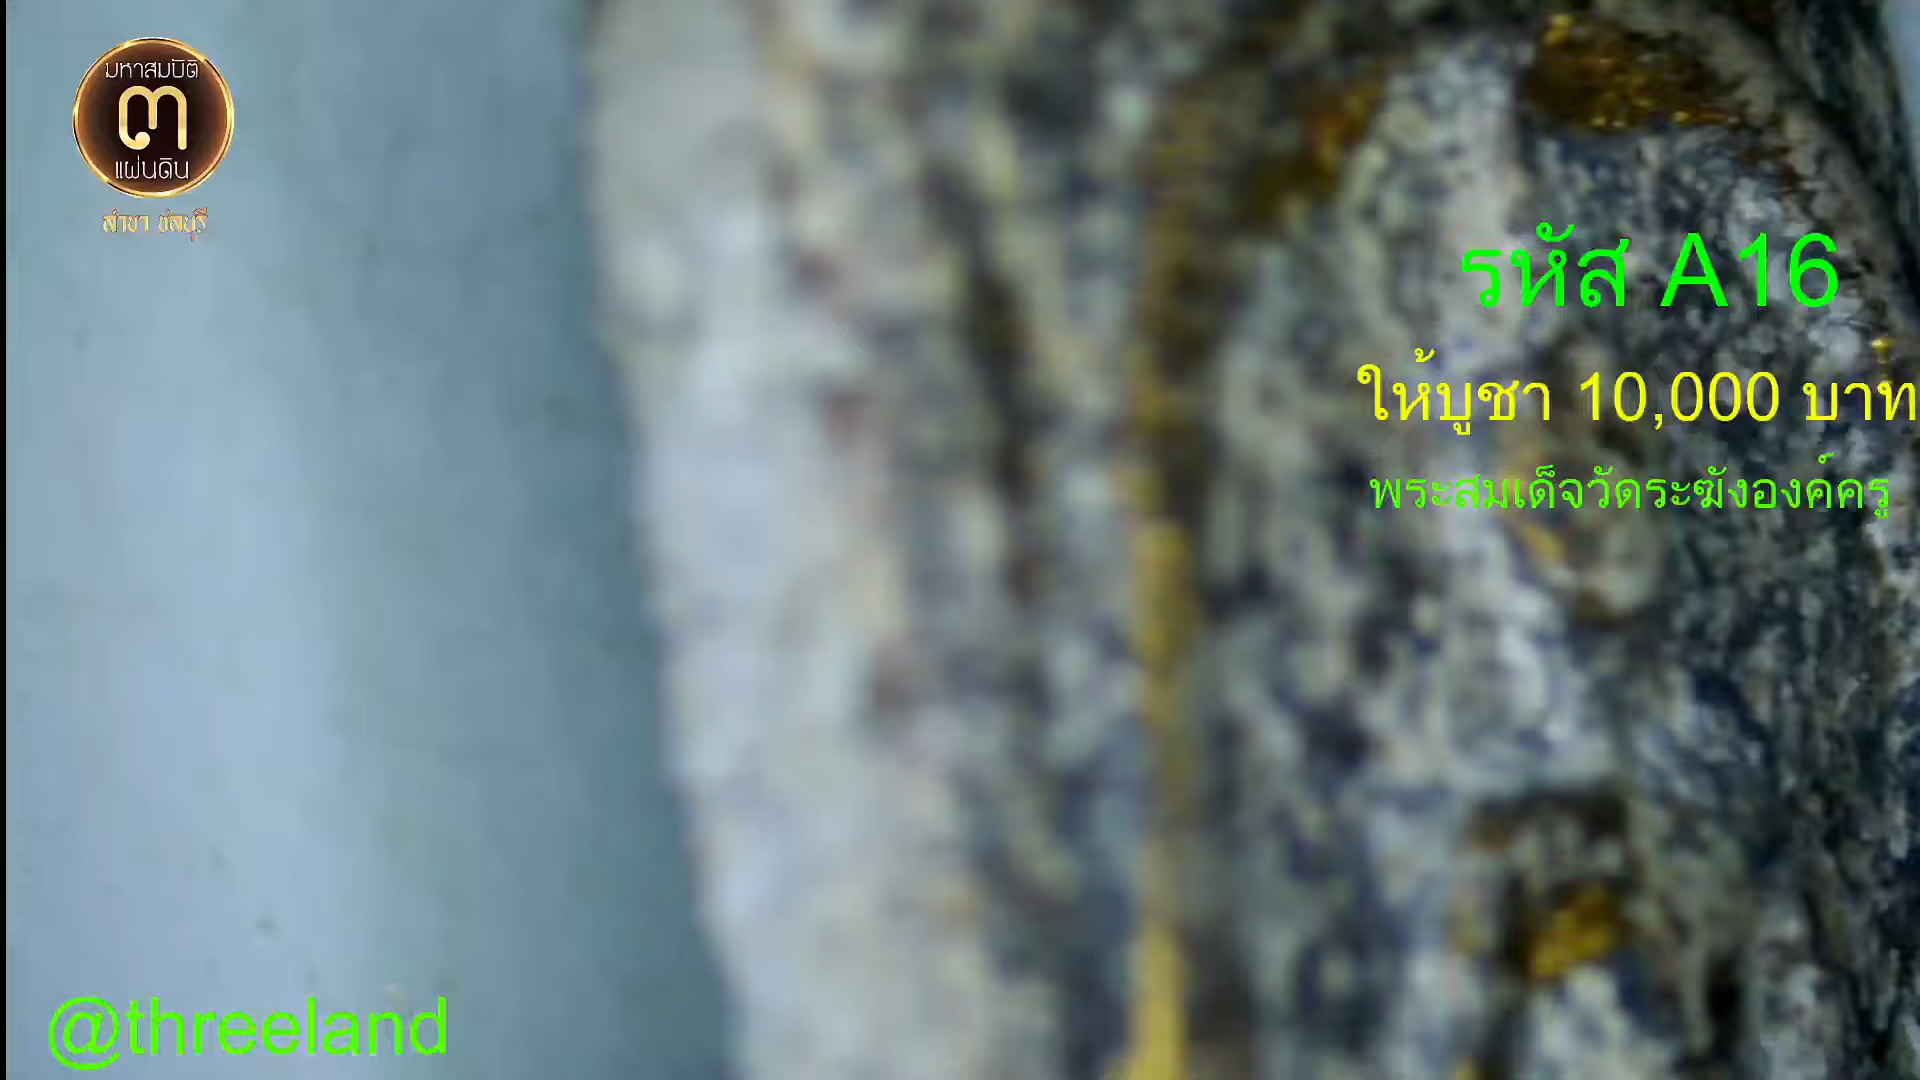 มหาสมบัติ
๓
แผ่นดิน
สาขา ชลบุรี
รหัส A16
ให้บูชา 10,000 บาท
พระสมเด็จวัดระฆังองค์ครู
@threeland